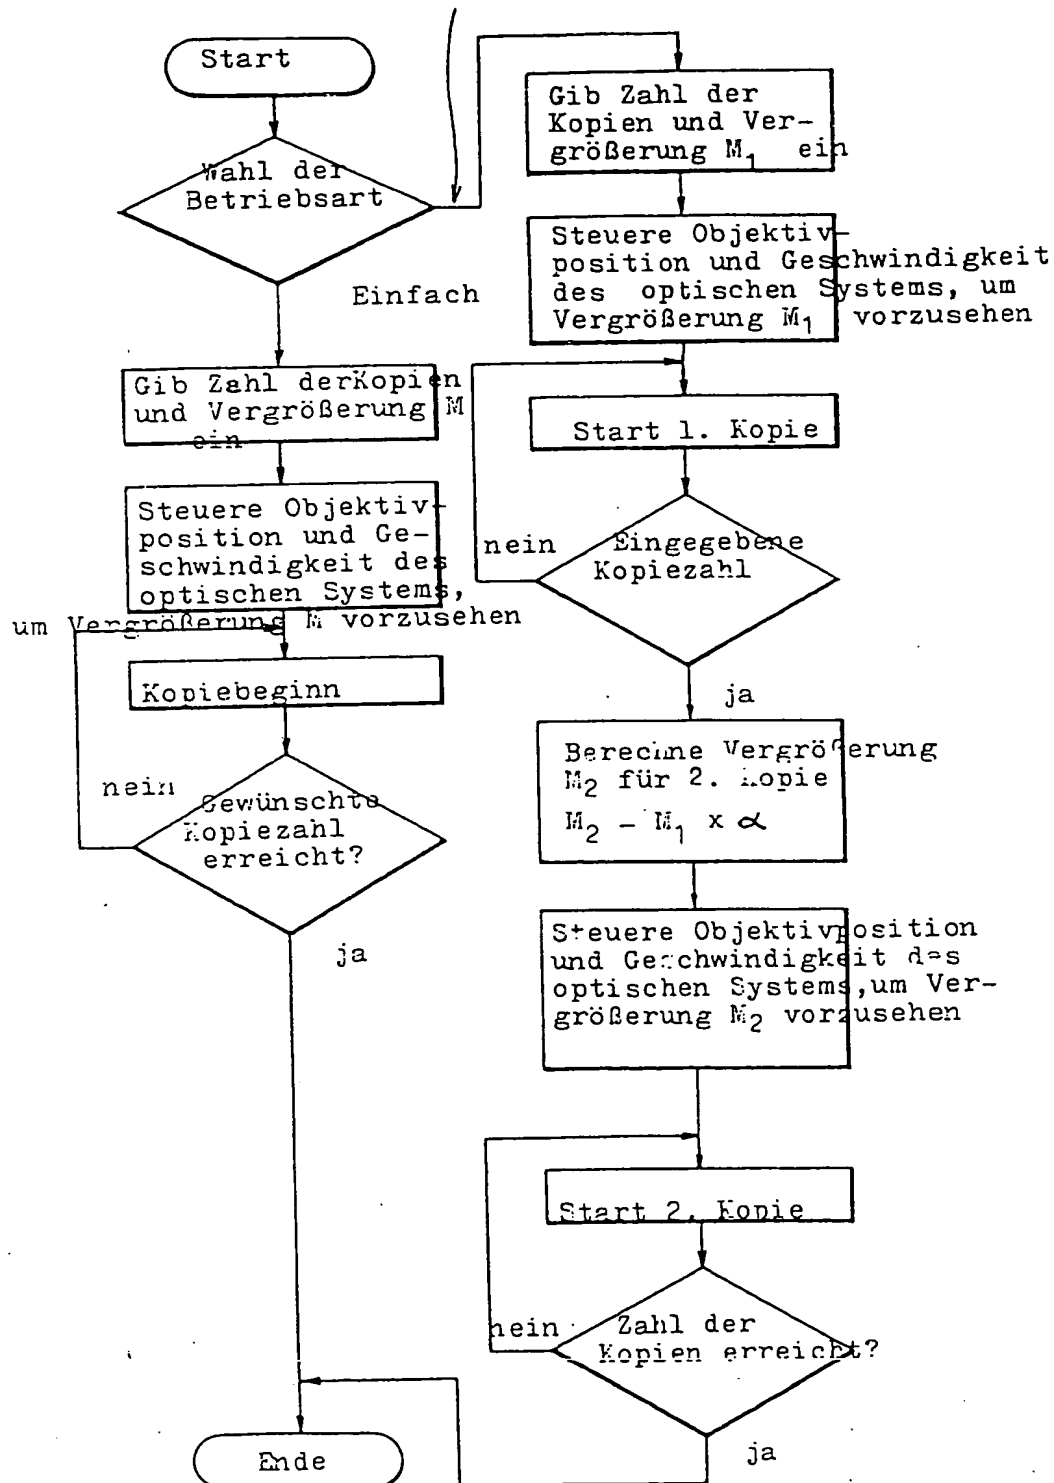 Start
Wahl der
Betriebsart
Einfach
Gib Zahl derKopien
und Vergrößerung M
ein
Steuere Objektiv-
position und Ge-
schwindigkeit des
optischen Systems,
um Vergrößerung M vorzusehen
Kopiebeginn
nein
Gewünschte
Kopiezahl
erreicht?
ja
Gib Zahl der
Kopien und Ver-
größerung M₁ ein
Steuere Objektiv-
position und Geschwindigkeit
des optischen Systems, um
Vergrößerung M₁ vorzusehen
Start 1. Kopie
nein
Eingegebene
Kopiezahl
ja
Berechne Vergrößerung
M₂ für 2. Kopie
M₂ - M₁ x α
Steuere Objektivposition
und Geschwindigkeit des
optischen Systems,um Ver-
größerung M₂ vorzusehen
Start 2. Kopie
nein
Zahl der
Kopien erreicht?
ja
Ende